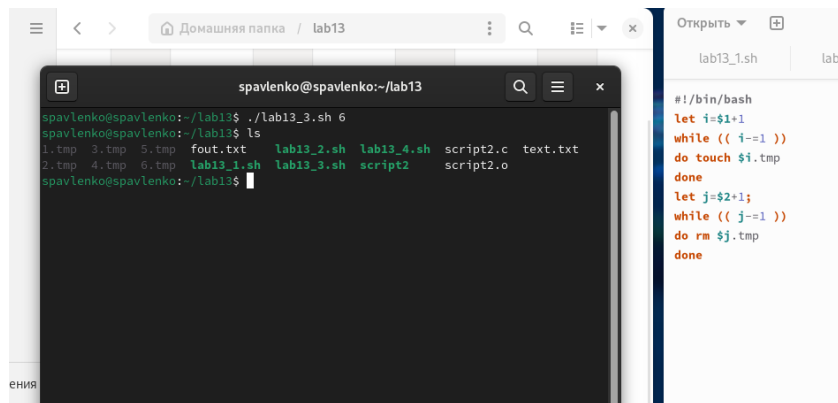 Домашняя папка / lab13
Открыть
spavlenko@spavlenko:~/lab13
lab13_1.sh lab
spavlenko@spavlenko:~/lab13$ ./lab13_3.sh 6
spavlenko@spavlenko:~/lab13$ ls
1.tmp 3.tmp 5.tmp fout.txt lab13_2.sh lab13_4.sh script2.c text.txt
2.tmp 4.tmp 6.tmp lab13_1.sh lab13_3.sh script2 script2.o
spavlenko@spavlenko:~/lab13$
#!/bin/bash
let i=$1+1
while (( i-=1 ))
do touch $i.tmp
done
let j=$2+1;
while (( j-=1 ))
do rm $j.tmp
done
ения